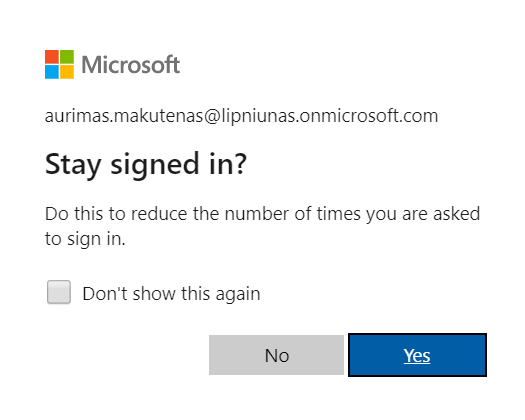 Microsoft
aurimas.makutenas@lipniunas.onmicrosoft.com
Stay signed in?
Do this to reduce the number of times you are asked
to sign in.
Don't show this again
No
Yes